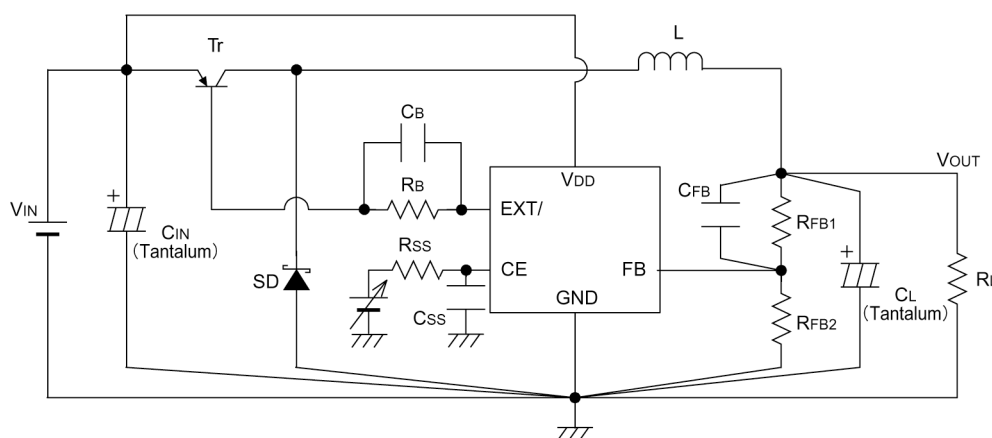 Tr
L
CB
RB
VDD
EXT/
CFB
VOUT
RFB1
+
VIN
CIN
(Tantalum)
SD
RSS
CE
FB
GND
CSS
RFB2
+
CL
(Tantalum)